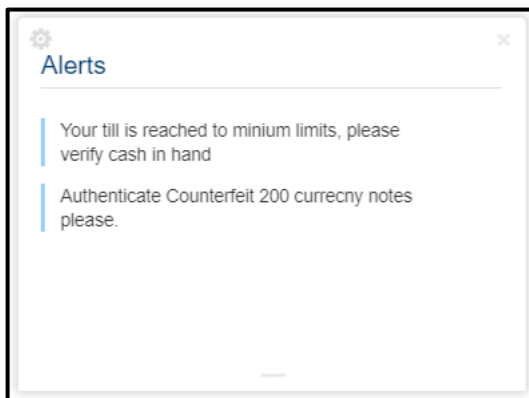 Alerts
Your till is reached to minium limits, please
verify cash in hand
Authenticate Counterfeit 200 currecny notes
please.